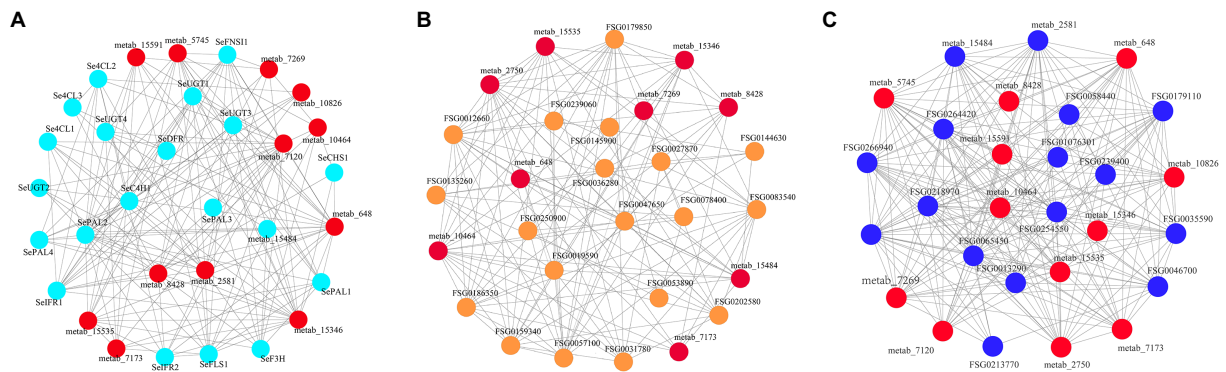 A
metab_15591
metab_5745
SeFNSI1
metab_7269
Se4CL2
SeUGT1
metab_10826
Se4CL3
SeUGT4
SeUGT3
metab_10464
Se4CL1
SeDFR
metab_7120
SeCHS1
SeUGT2
SeC4H1
SePAL3
metab_648
SePAL2
SePAL4
metab_15484
metab_8428
metab_2581
SePAL1
SeIFR1
metab_15535
metab_15346
metab_7173
SeIFR2
SeFLS1
SeF3H
B
FSG0179850
metab_15535
metab_15346
metab_2750
metab_7269
metab_8428
FSG0239060
FSG0012660
FSG0145900
FSG0144630
FSG0027870
metab_648
FSG0036280
FSG0135260
FSG0083540
FSG0078400
FSG0047650
FSG0250900
metab_10464
FSG0019590
metab_15484
FSG0053890
FSG0186350
FSG0202580
metab_7173
FSG0159340
FSG0057100
FSG0031780
C
metab_2581
metab_15484
metab_648
metab_5745
metab_8428
FSG0058440
FSG0179110
FSG0264420
metab_15591
FSG01076301
FSG0266940
FSG0239400
metab_10826
FSG0218970
metab_10464
metab_15346
FSG0035590
FSG0254550
FSG0065450
metab_15535
FSG0013290
FSG0046700
metab_7269
metab_7120
FSG0213770
metab_2750
metab_7173